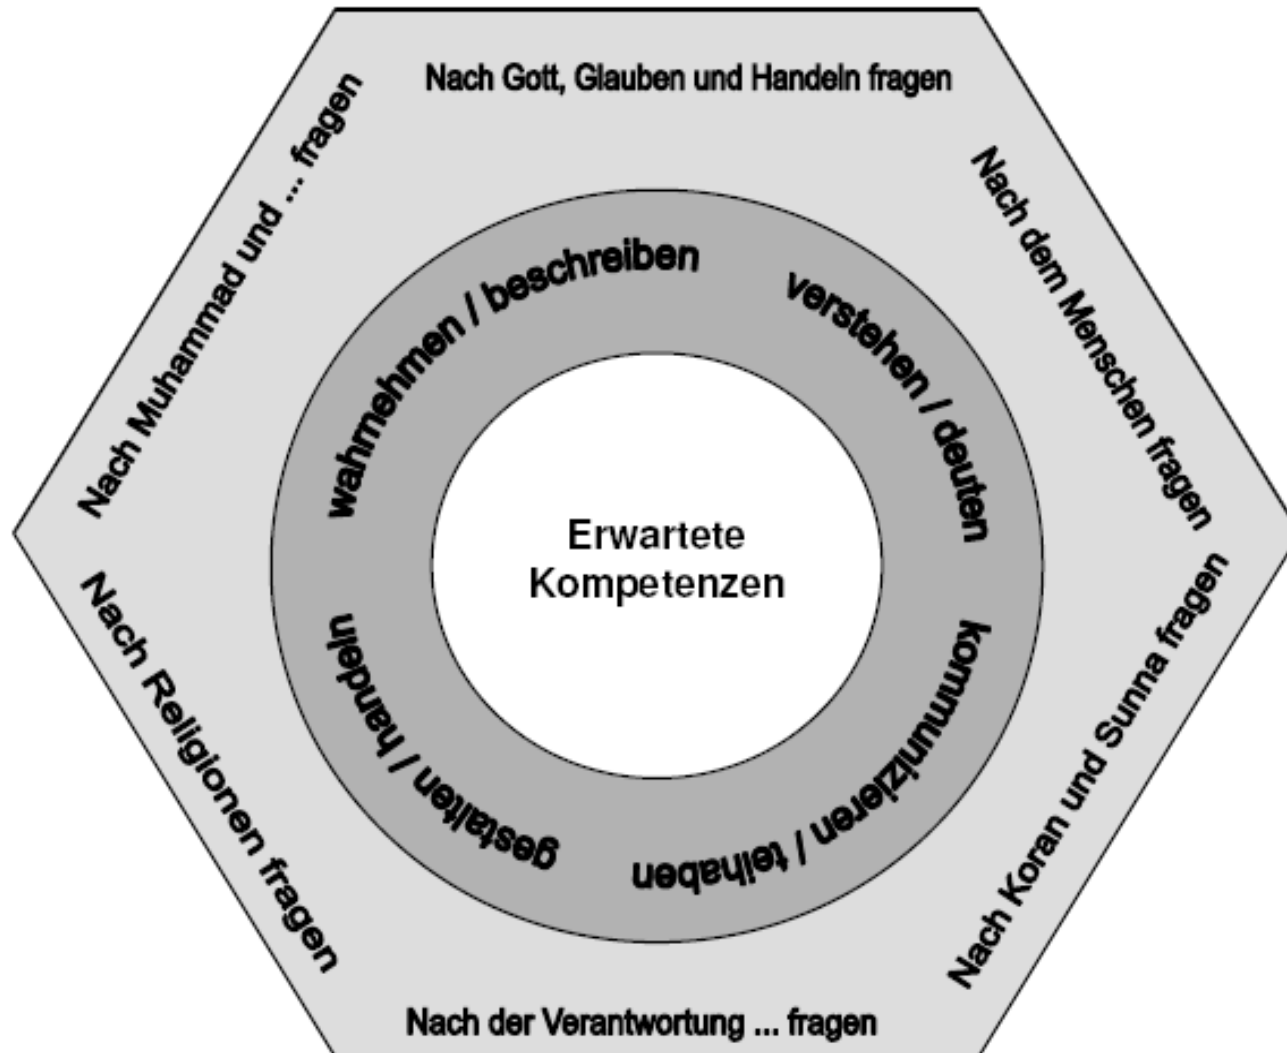 Nach Gott, Glauben und Handeln fragen
Nach dem Menschen fragen
Nach Koran und Sunna fragen
Nach der Verantwortung ... fragen
Nach Religionen fragen
Nach Muhammad und ... fragen
wahrnehmen / beschreiben
verstehen / deuten
kommunizieren / teilhaben
gestalten / handeln
Erwartete
Kompetenzen